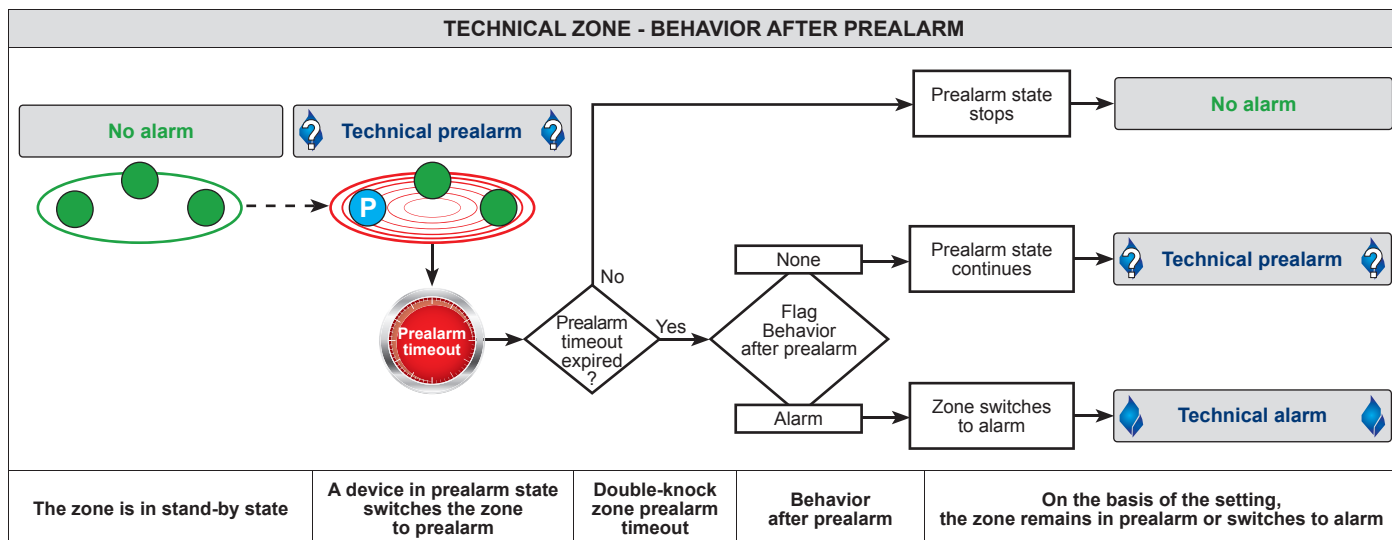 TECHNICAL ZONE - BEHAVIOR AFTER PREALARM
No alarm
? Technical prealarm ?
P
Prealarm
timeout
Prealarm
timeout
expired
?
No
Yes
Flag
Behavior
after prealarm
None
Alarm
Prealarm state
stops
No alarm
Prealarm state
continues
? Technical prealarm ?
Zone switches
to alarm
Technical alarm
The zone is in stand-by state
A device in prealarm state
switches the zone
to prealarm
Double-knock
zone prealarm
timeout
Behavior
after prealarm
On the basis of the setting,
the zone remains in prealarm or switches to alarm